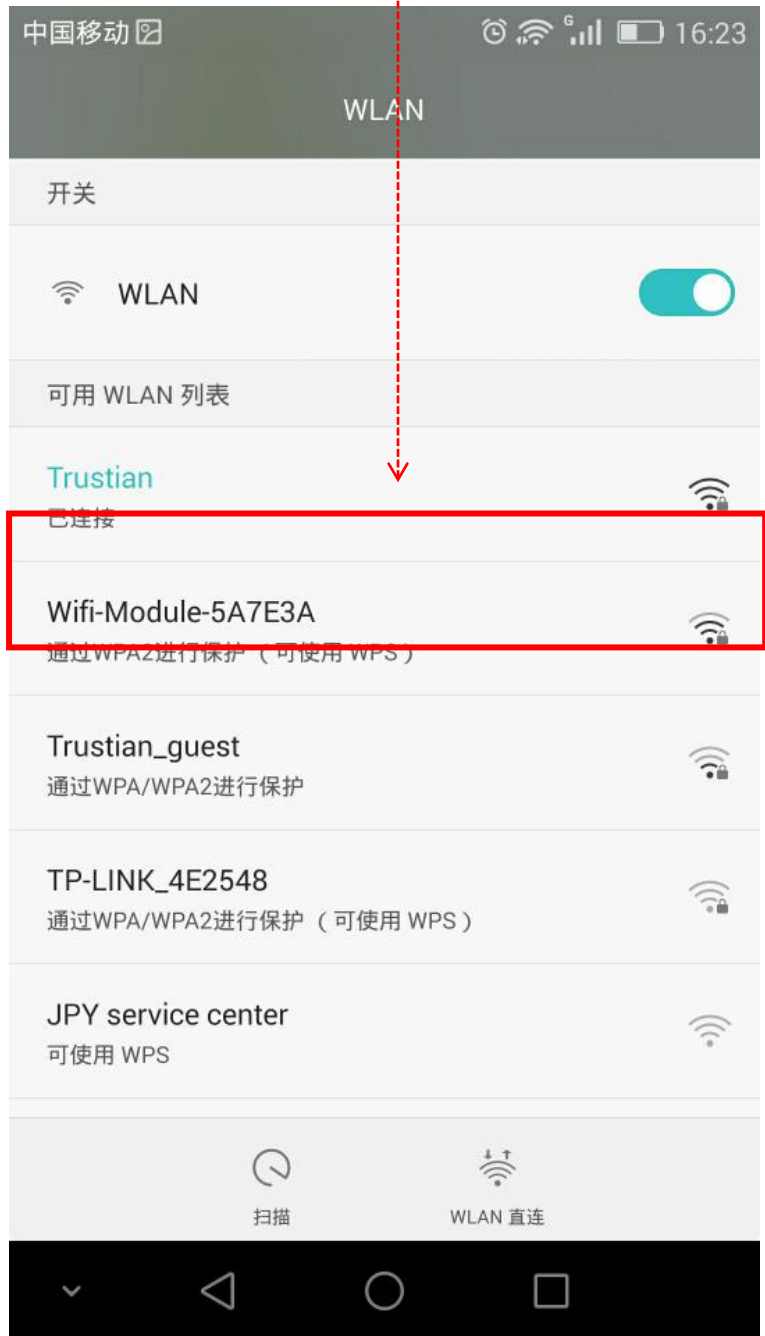 中国移动 G 16:23
WLAN
开关
WLAN
可用 WLAN 列表
Trustian
已连接
Wifi-Module-5A7E3A
通过WPA2进行保护（可使用 WPS）
Trustian_guest
通过WPA/WPA2进行保护
TP-LINK_4E2548
通过WPA/WPA2进行保护（可使用 WPS）
JPY service center
可使用 WPS
扫描 WLAN 直连